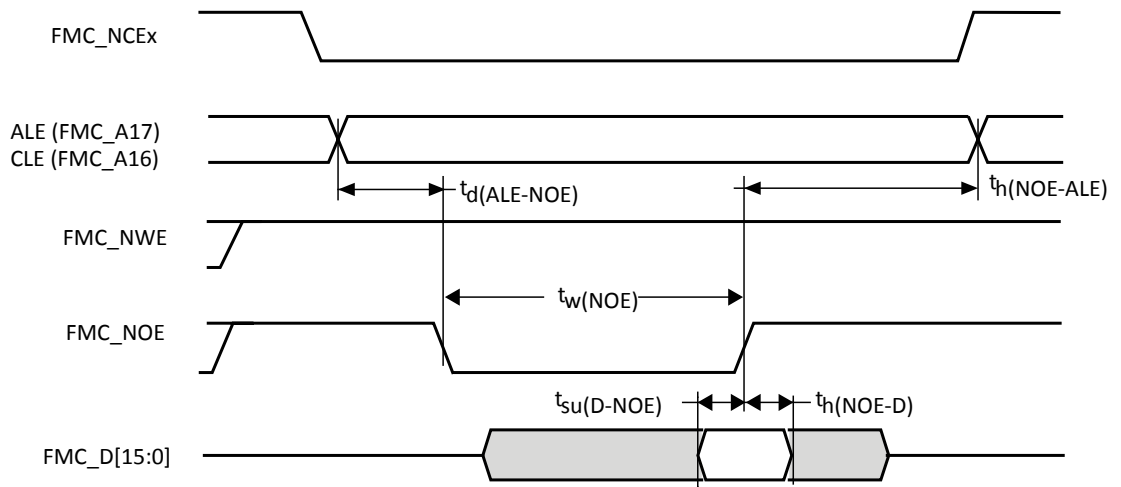 FMC_NCEx
ALE (FMC_A17)
CLE (FMC_A16)
td(ALE-NOE)
th(NOE-ALE)
FMC_NWE
tw(NOE)
FMC_NOE
tsu(D-NOE)
th(NOE-D)
FMC_D[15:0]